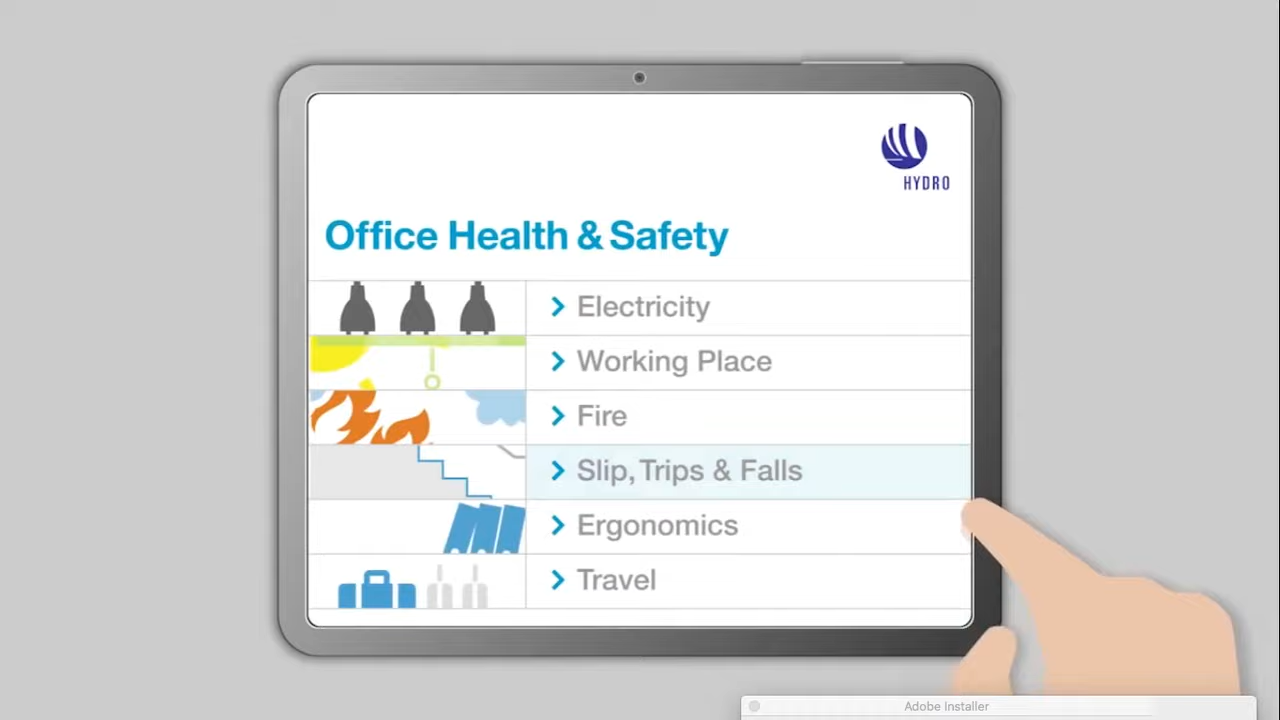 HYDRO
Office Health & Safety
Electricity
Working Place
Fire
Slip, Trips & Falls
Ergonomics
Travel
Adobe Installer